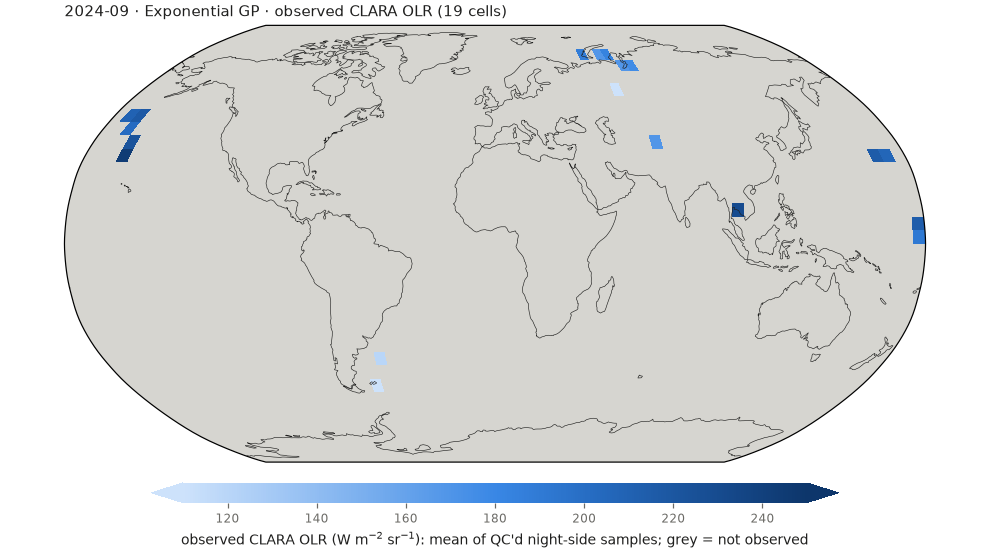 2024-09 · Exponential GP · observed CLARA OLR (19 cells)
120 140 160 180 200 220 240
observed CLARA OLR (W m⁻² sr⁻¹): mean of QC'd night-side samples; grey = not observed